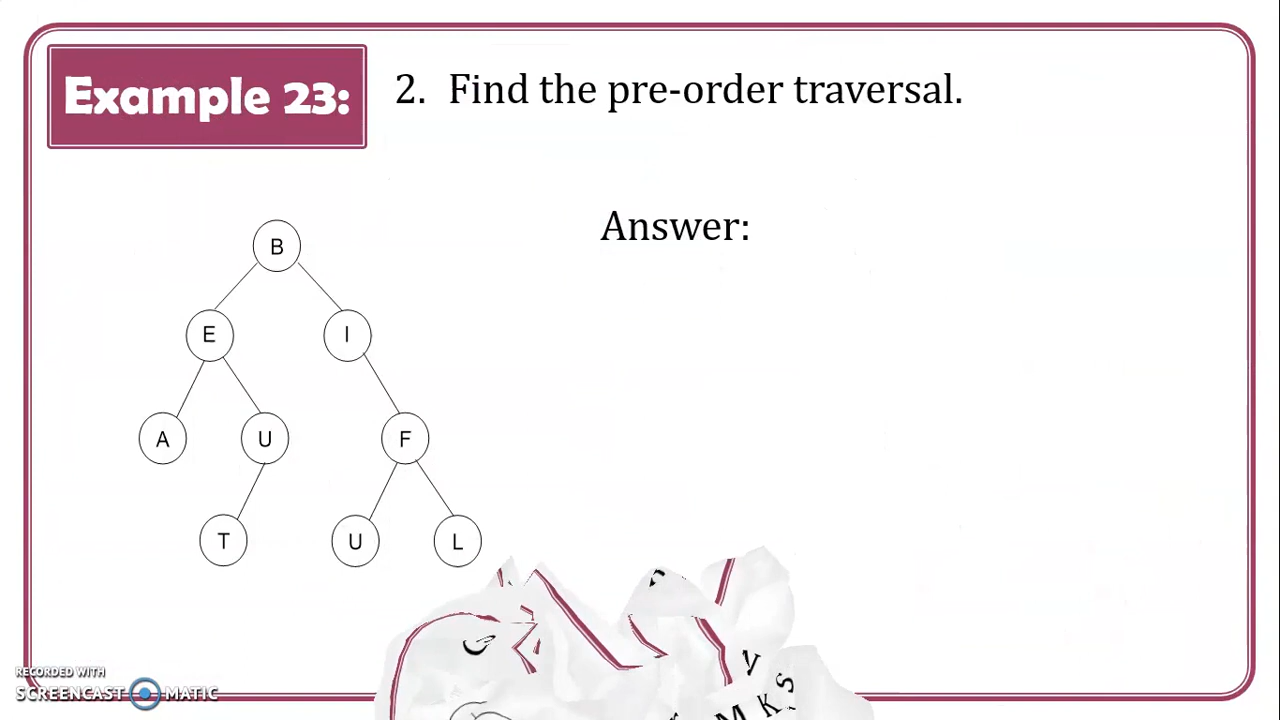 Example 23:
2. Find the pre-order traversal.
Answer:
B
E I
A U F
T U L
V
M K S
RECORDED WITH
SCREENCAST MATIC